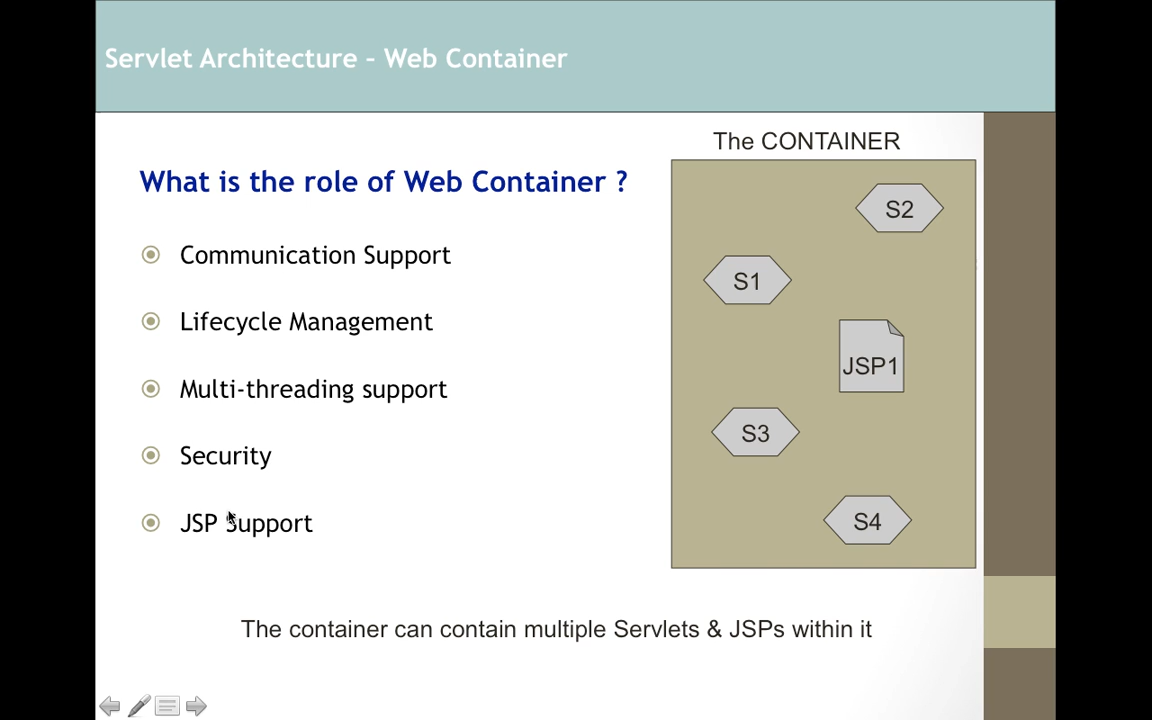 Servlet Architecture – Web Container
The CONTAINER
What is the role of Web Container ?
Communication Support
Lifecycle Management
Multi-threading support
Security
JSP Support
S2
S1
JSP1
S3
S4
The container can contain multiple Servlets & JSPs within it